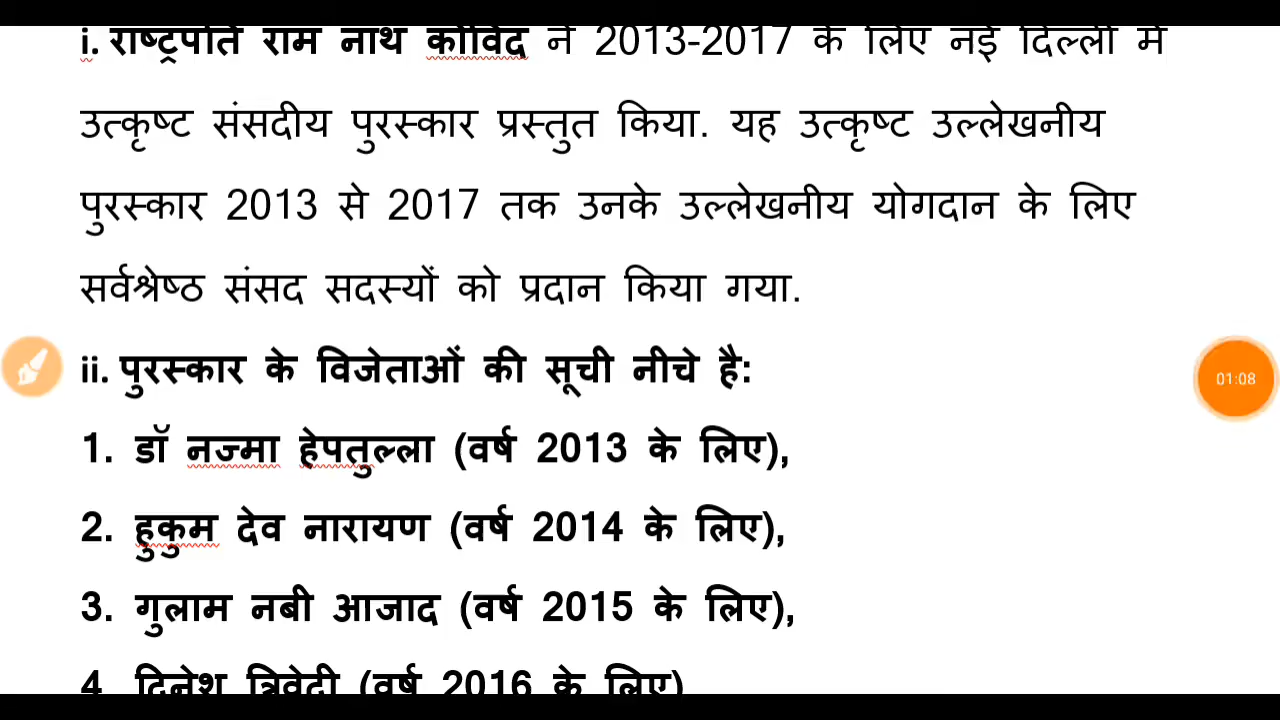 i. राष्ट्रपति राम नाथ कोविंद ने 2013-2017 के लिए नई दिल्ली में
उत्कृष्ट संसदीय पुरस्कार प्रस्तुत किया. यह उत्कृष्ट उल्लेखनीय
पुरस्कार 2013 से 2017 तक उनके उल्लेखनीय योगदान के लिए
सर्वश्रेष्ठ संसद सदस्यों को प्रदान किया गया.
ii. पुरस्कार के विजेताओं की सूची नीचे है:
01:08
1. डॉ नज्मा हेपतुल्ला (वर्ष 2013 के लिए),
2. हुकुम देव नारायण (वर्ष 2014 के लिए),
3. गुलाम नबी आजाद (वर्ष 2015 के लिए),
4. दिनेश त्रिवेदी (वर्ष 2016 के लिए)